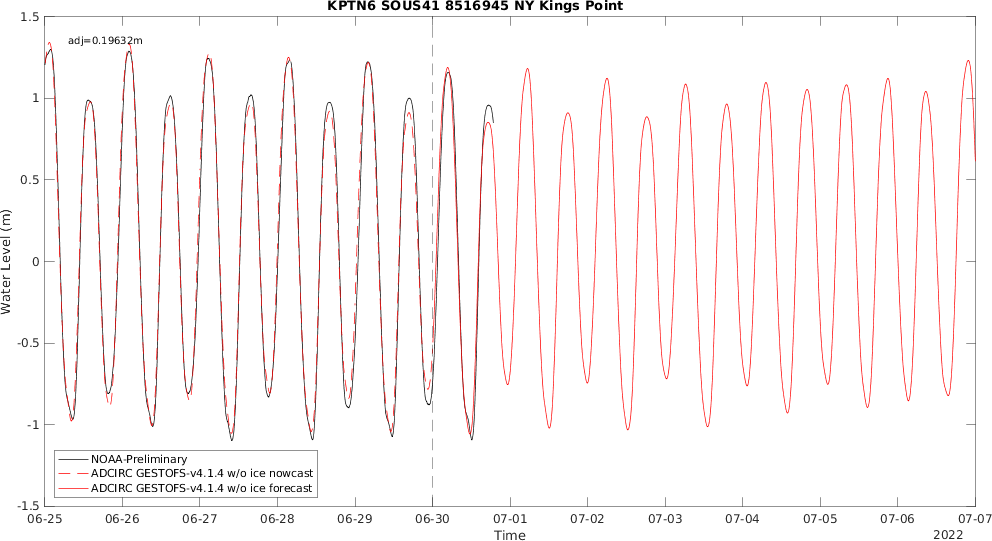 KPTN6 SOUS41 8516945 NY Kings Point
adj=0.19632m
1.5
1
0.5
0
-0.5
-1
-1.5
Water Level (m)
NOAA-Preliminary
ADCIRC GESTOFS-v4.1.4 w/o ice nowcast
ADCIRC GESTOFS-v4.1.4 w/o ice forecast
06-25 06-26 06-27 06-28 06-29 06-30 07-01 07-02 07-03 07-04 07-05 07-06 07-07
Time
2022